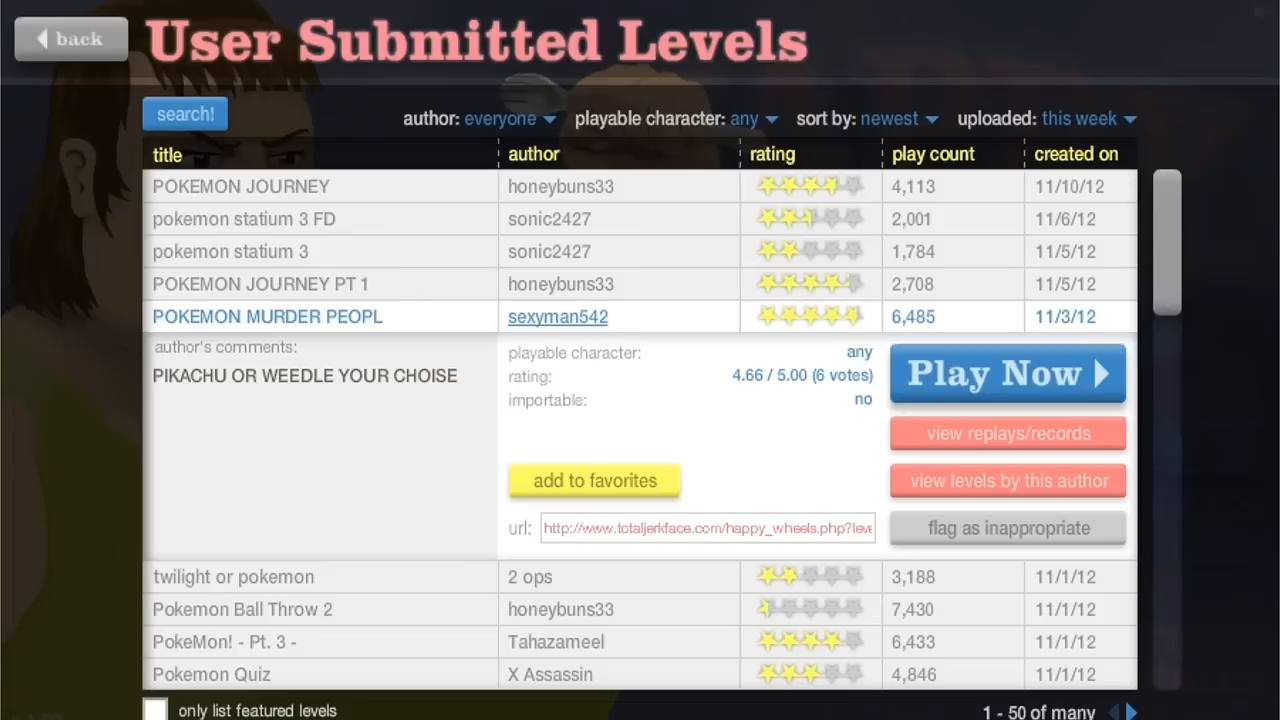 back
User Submitted Levels
search!
author: everyone playable character: any sort by: newest uploaded: this week
title author rating play count created on
POKEMON JOURNEY honeybuns33 4,113 11/10/12
pokemon statium 3 FD sonic2427 2,001 11/6/12
pokemon statium 3 sonic2427 1,784 11/5/12
POKEMON JOURNEY PT 1 honeybuns33 2,708 11/5/12
POKEMON MURDER PEOPL sexyman542 6,485 11/3/12
author's comments:
PIKACHU OR WEEDLE YOUR CHOISE
playable character: any
rating: 4.66 / 5.00 (6 votes)
importable: no
add to favorites
url: http://www.totaljerkface.com/happy_wheels.php?leve
Play Now
view replays/records
view levels by this author
flag as inappropriate
twilight or pokemon 2 ops 3,188 11/1/12
Pokemon Ball Throw 2 honeybuns33 7,430 11/1/12
PokeMon! - Pt. 3 - Tahazameel 6,433 11/1/12
Pokemon Quiz X Assassin 4,846 11/1/12
only list featured levels 1 - 50 of many